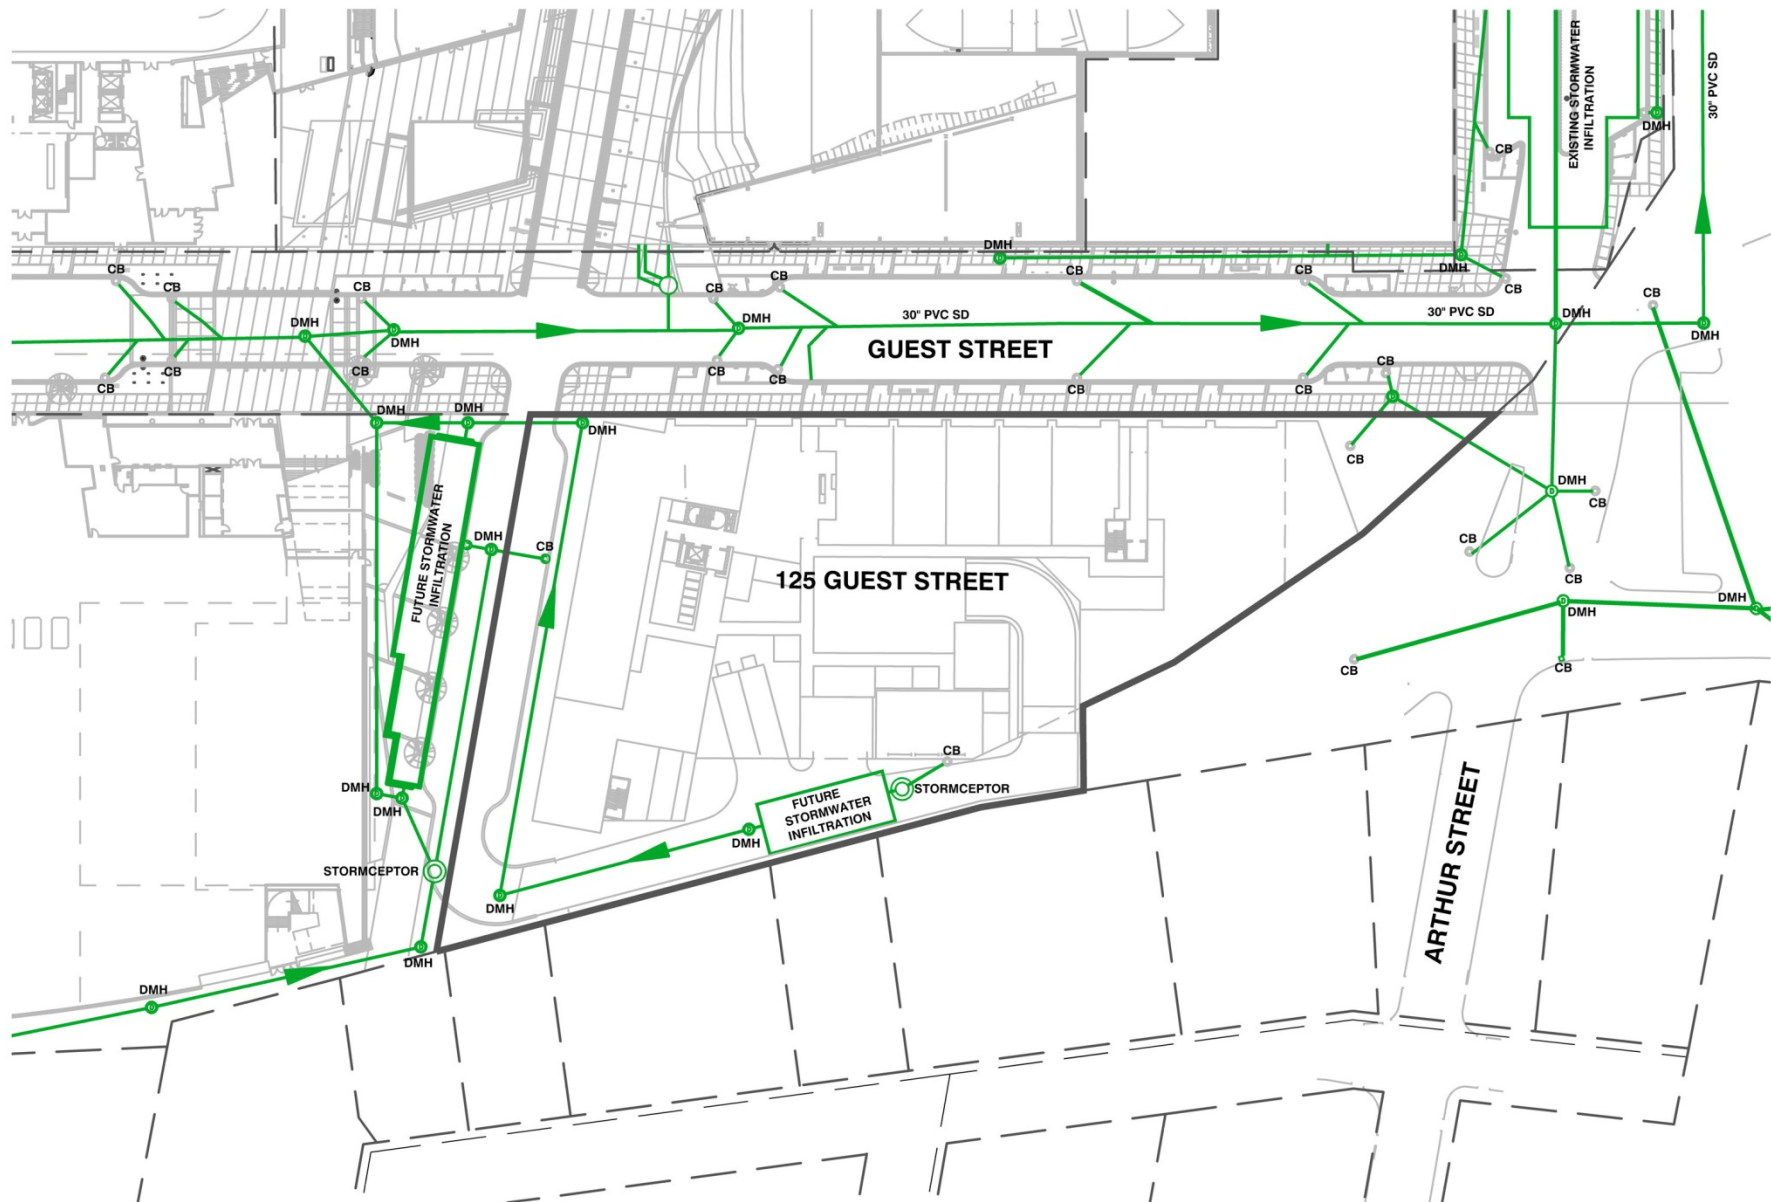 30" PVC SD
EXISTING STORMWATER
INFILTRATION
DMH
CB
DMH
DMH
CB
CB
CB
CB
CB
CB
CB
CB
CB
DMH
DMH
DMH
30" PVC SD
30" PVC SD
DMH
DMH
GUEST STREET
CB
CB
CB
CB
CB
CB
CB
CB
DMH
DMH
DMH
CB
DMH
CB
DMH
CB
CB
CB
FUTURE STORMWATER
INFILTRATION
125 GUEST STREET
DMH
DMH
CB
CB
CB
DMH
DMH
STORMCEPTOR
FUTURE
STORMWATER
INFILTRATION
DMH
STORMCEPTOR
DMH
ARTHUR STREET
DMH
DMH